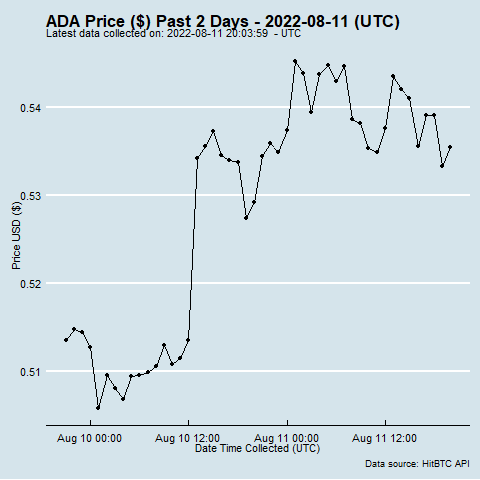 ADA Price ($) Past 2 Days - 2022-08-11 (UTC)
Latest data collected on: 2022-08-11 20:03:59  - UTC
0.54
0.53
0.52
0.51
Price USD ($)
Aug 10 00:00
Aug 10 12:00
Aug 11 00:00
Aug 11 12:00
Date Time Collected (UTC)
Data source: HitBTC API